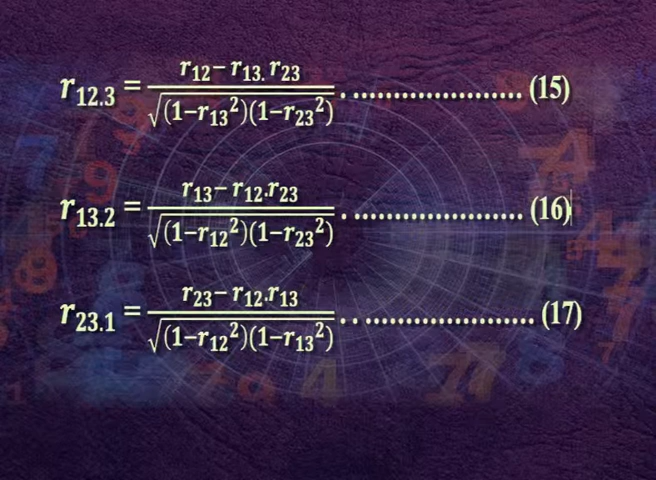 r₁₂.₃ = (r₁₂ − r₁₃. r₂₃) / √(1−r₁₃²)(1−r₂₃²) . ..................... (15)
r₁₃.₂ = (r₁₃ − r₁₂.r₂₃) / √(1−r₁₂²)(1−r₂₃²) . ..................... (16)
r₂₃.₁ = (r₂₃ − r₁₂.r₁₃) / √(1−r₁₂²)(1−r₁₃²) . . ..................... (17)